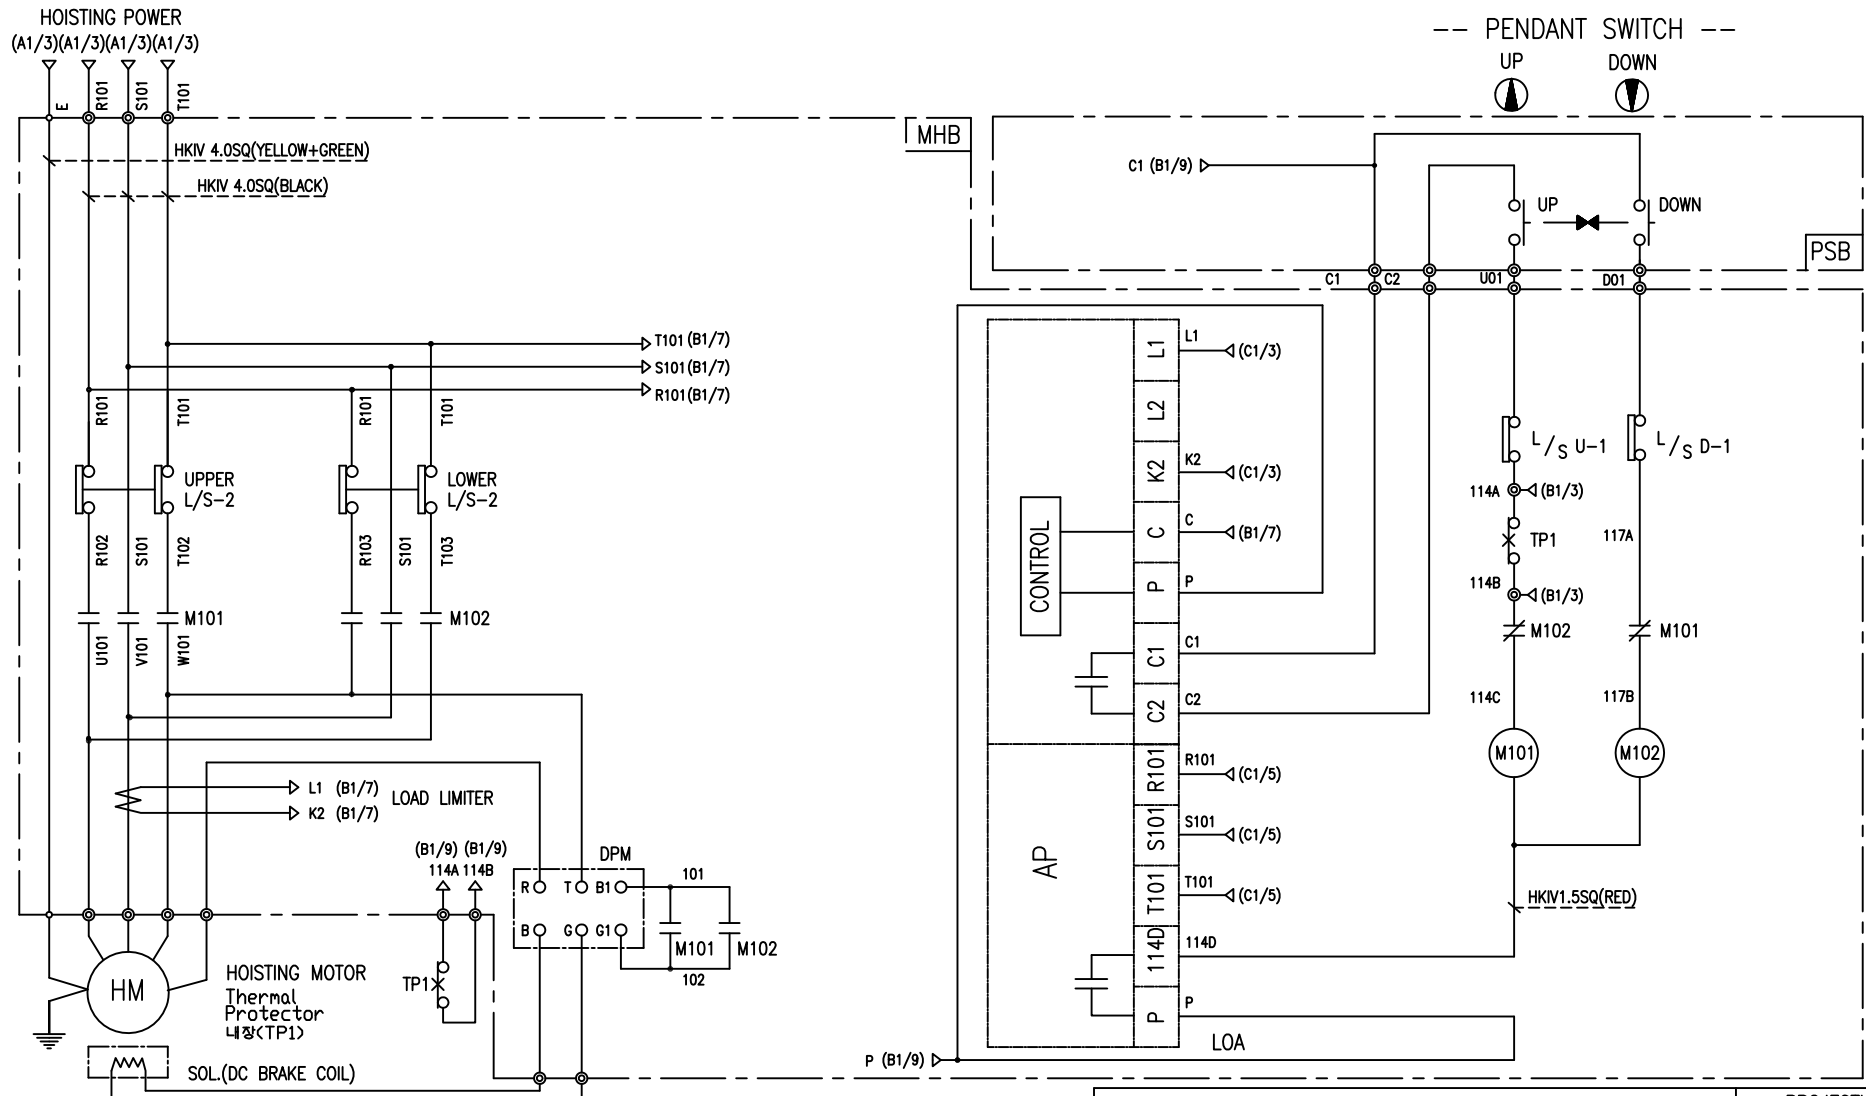 HOISTING POWER
(A1/3)(A1/3)(A1/3)(A1/3)
E
R101
S101
T101
HKIV 4.0SQ(YELLOW+GREEN)
HKIV 4.0SQ(BLACK)
MHB
-- PENDANT SWITCH --
UP
DOWN
C1 (B1/9)
UP
DOWN
PSB
C1
C2
U01
D01
T101(B1/7)
S101(B1/7)
R101(B1/7)
R101
T101
R101
T101
UPPER
L/S-2
LOWER
L/S-2
R102
S101
T102
R103
S101
T103
M101
M102
U101
V101
W101
L1 (B1/7)
K2 (B1/7)
LOAD LIMITER
(B1/9) (B1/9)
114A 114B
DPM
R
T
B1
B
G
G1
101
M101
M102
102
HM
HOISTING MOTOR
Thermal
Protector
내장(TP1)
TP1
SOL.(DC BRAKE COIL)
CONTROL
AP
L1
L2
K2
C
P
C1
C2
R101
S101
T101
114D
P
L1
(C1/3)
K2
(C1/3)
C
(B1/7)
P
C1
C2
R101
(C1/5)
S101
(C1/5)
T101
(C1/5)
114D
P
LOA
P (B1/9)
L/S U-1
L/S D-1
114A
(B1/3)
TP1
117A
114B
(B1/3)
M102
M101
114C
117B
M101
M102
HKIV1.5SQ(RED)